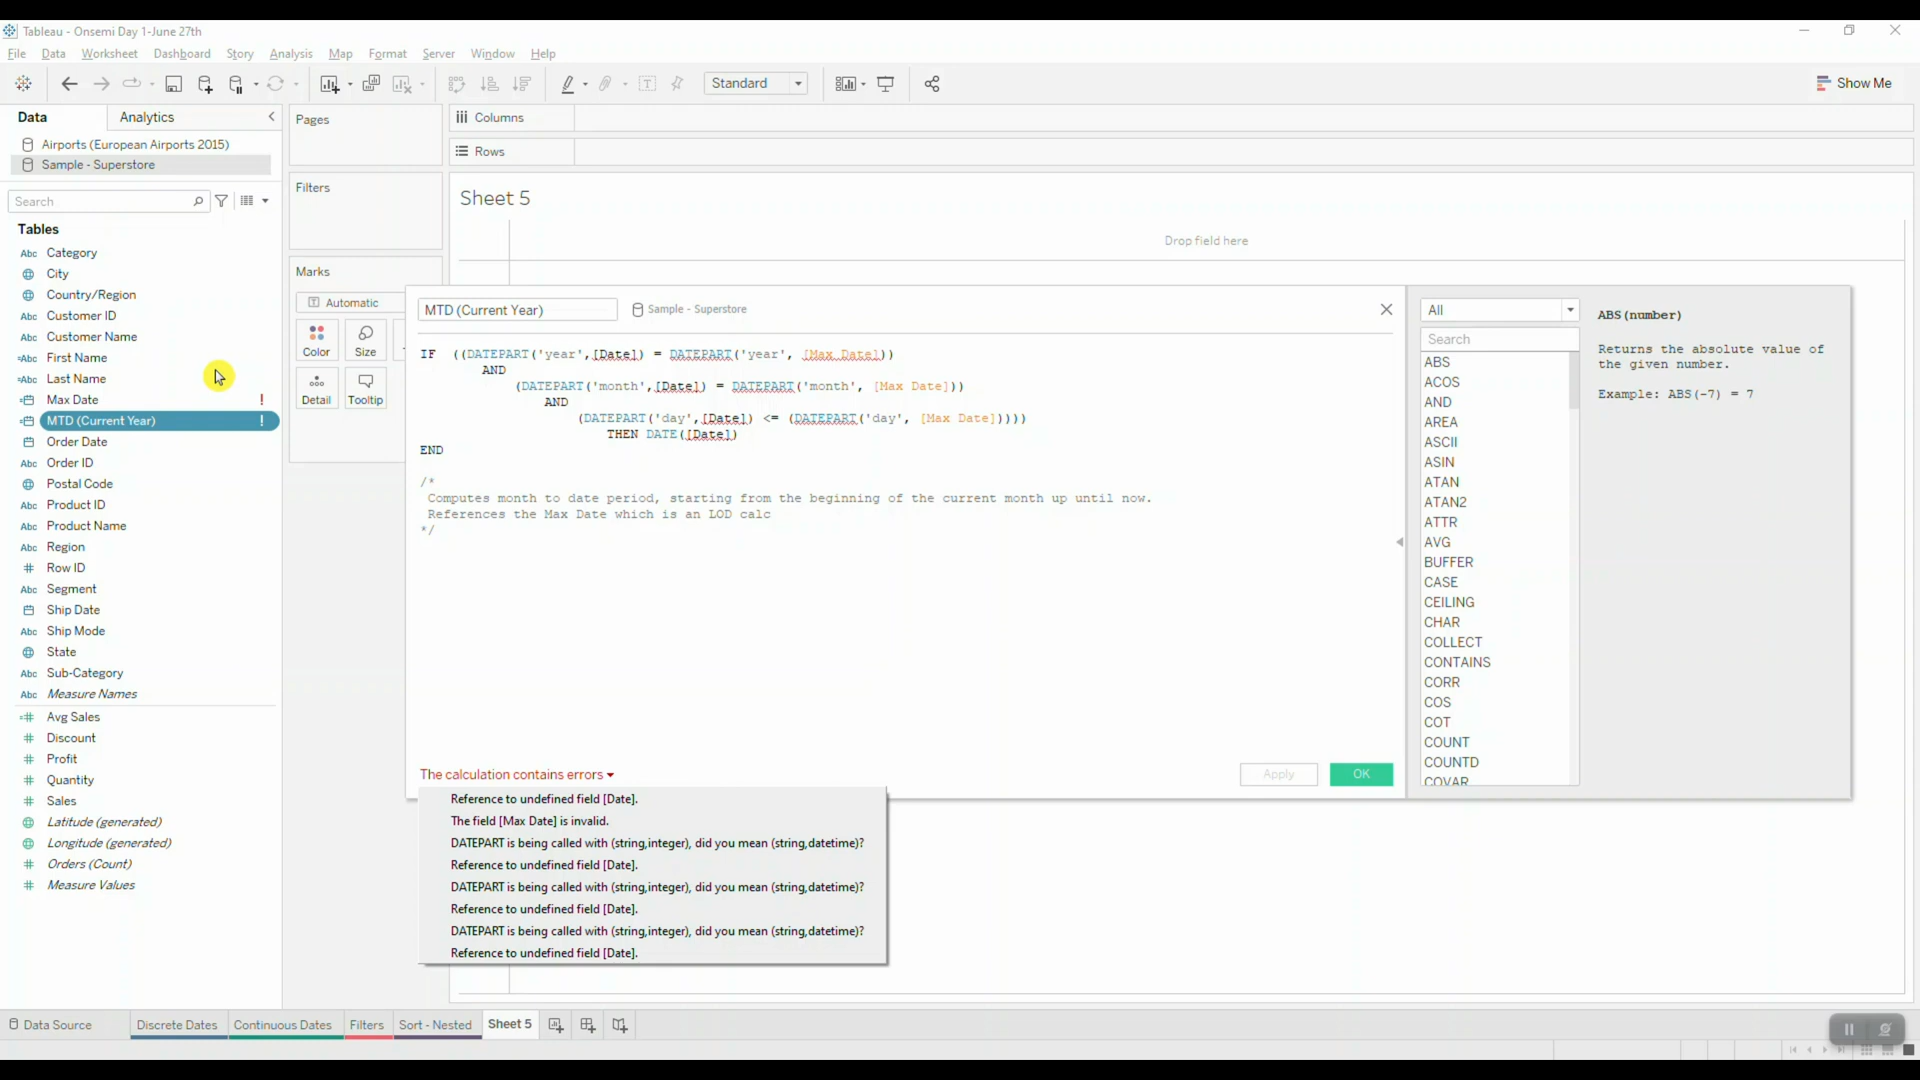 Tableau - Onsemi Day 1-June 27th
File Data Worksheet Dashboard Story Analysis Map Format Server Window Help
Standard
Show Me
Data Analytics
Airports (European Airports 2015)
Sample - Superstore
Search
Tables
Abc Category
City
Country/Region
Abc Customer ID
Abc Customer Name
=Abc First Name
=Abc Last Name
Max Date !
MTD (Current Year) !
Order Date
Abc Order ID
Postal Code
Abc Product ID
Abc Product Name
Abc Region
# Row ID
Abc Segment
Ship Date
Abc Ship Mode
State
Abc Sub-Category
Abc Measure Names
=# Avg Sales
# Discount
# Profit
# Quantity
# Sales
Latitude (generated)
Longitude (generated)
# Orders (Count)
# Measure Values
Pages
Filters
Marks
Automatic
Color Size
Detail Tooltip
Columns
Rows
Sheet 5
Drop field here
MTD (Current Year) Sample - Superstore
IF ((DATEPART('year',[Date]) = DATEPART('year', [Max Date]))
AND
(DATEPART('month',[Date]) = DATEPART('month', [Max Date]))
AND
(DATEPART('day',[Date]) <= (DATEPART('day', [Max Date]))))
THEN DATE([Date])
END
/*
Computes month to date period, starting from the beginning of the current month up until now.
References the Max Date which is an LOD calc
*/
The calculation contains errors
Apply OK
Reference to undefined field [Date].
The field [Max Date] is invalid.
DATEPART is being called with (string,integer), did you mean (string,datetime)?
Reference to undefined field [Date].
DATEPART is being called with (string,integer), did you mean (string,datetime)?
Reference to undefined field [Date].
DATEPART is being called with (string,integer), did you mean (string,datetime)?
Reference to undefined field [Date].
All
Search
ABS
ACOS
AND
AREA
ASCII
ASIN
ATAN
ATAN2
ATTR
AVG
BUFFER
CASE
CEILING
CHAR
COLLECT
CONTAINS
CORR
COS
COT
COUNT
COUNTD
COVAR
ABS(number)
Returns the absolute value of
the given number.
Example: ABS(-7) = 7
Data Source Discrete Dates Continuous Dates Filters Sort - Nested Sheet 5